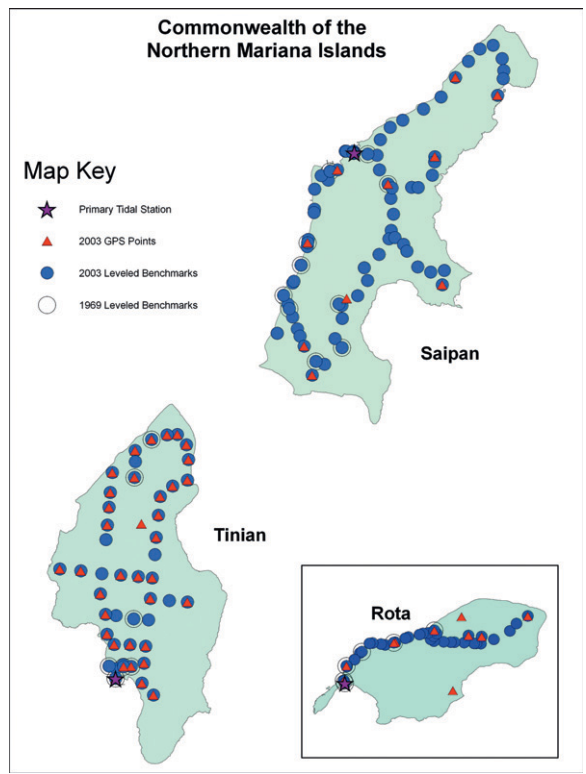 Commonwealth of the
Northern Mariana Islands
Map Key
Primary Tidal Station
2003 GPS Points
2003 Leveled Benchmarks
1969 Leveled Benchmarks
Saipan
Tinian
Rota